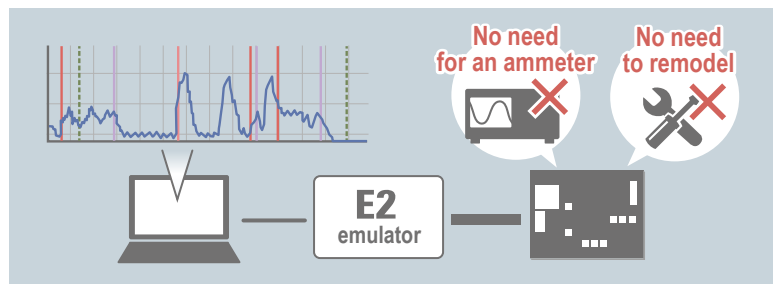 No need
for an ammeter
No need
to remodel
E2
emulator